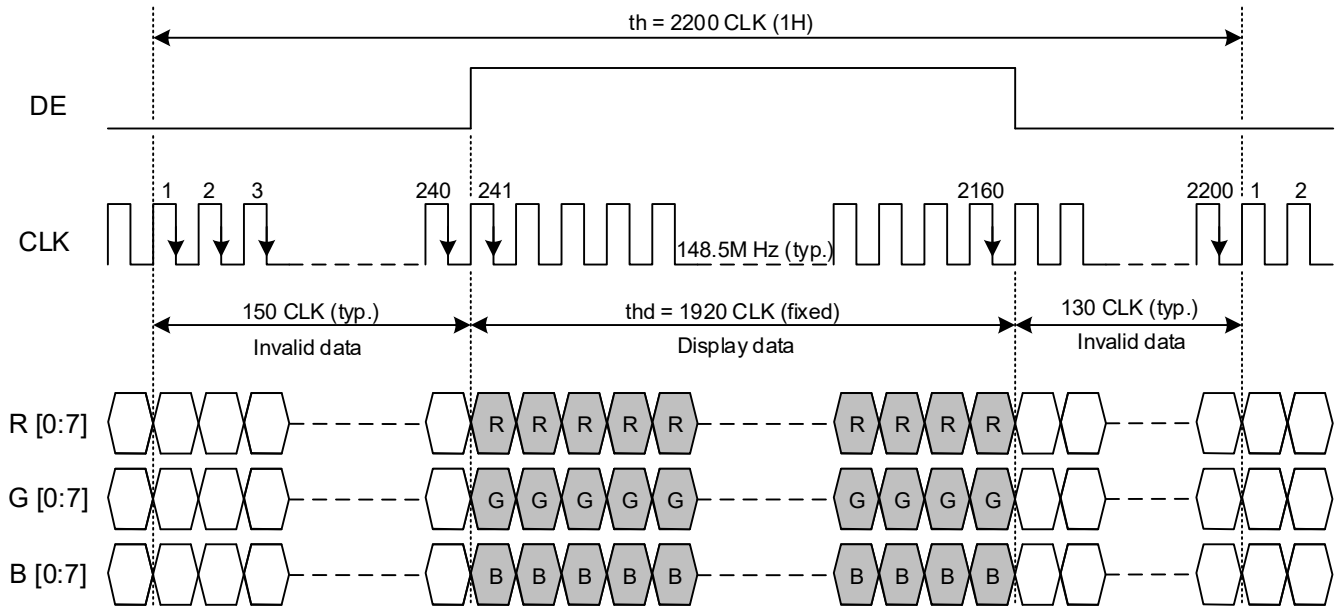 th = 2200 CLK (1H)
DE
1 2 3 240 241 2160 2200 1 2
CLK
148.5M Hz (typ.)
150 CLK (typ.) thd = 1920 CLK (fixed) 130 CLK (typ.)
Invalid data Display data Invalid data
R [0:7] R R R R R R R R R
G [0:7] G G G G G G G G G
B [0:7] B B B B B B B B B